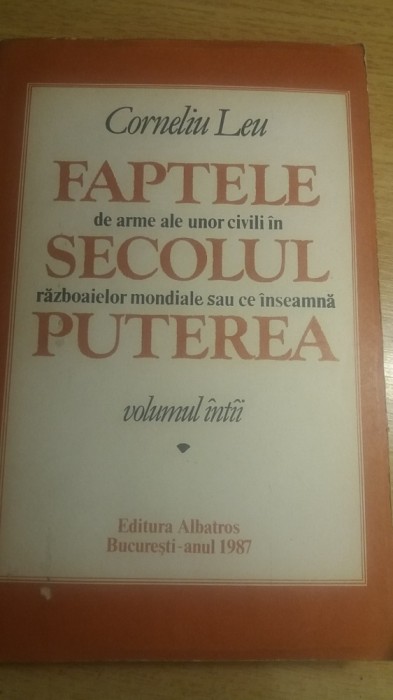 Corneliu Leu
FAPTELE
de arme ale unor civili în
SECOLUL
războaielor mondiale sau ce înseamnă
PUTEREA
volumul întîi
Editura Albatros
Bucureşti-anul 1987